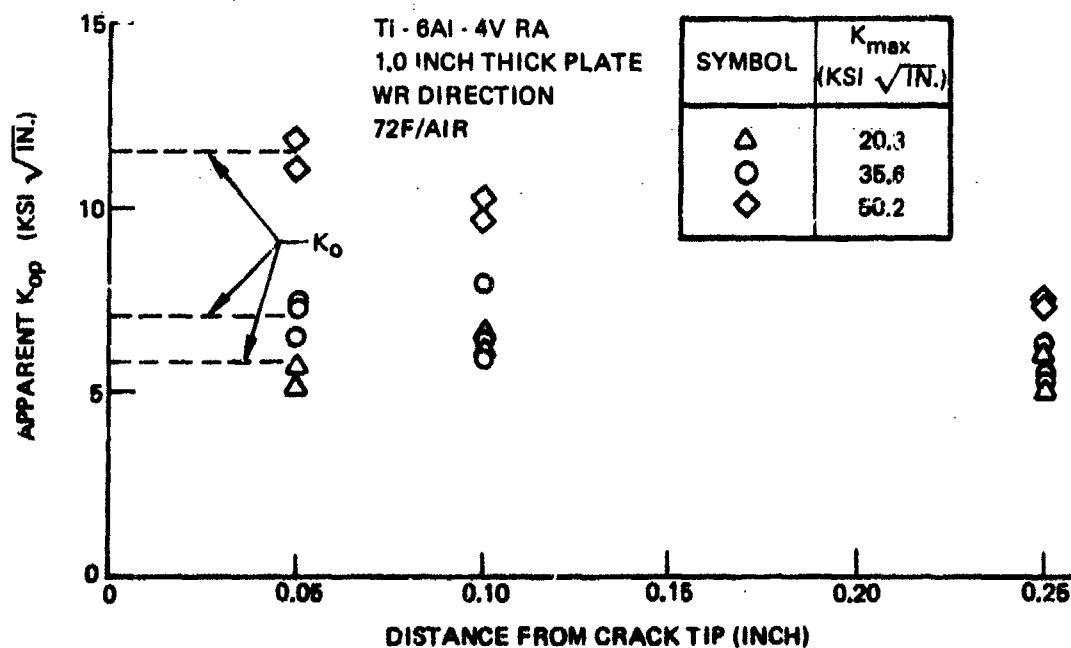 15
Ti - 6Al - 4V RA
1.0 INCH THICK PLATE
WR DIRECTION
72F/AIR
SYMBOL
K_max
(KSI √IN.)
20.3
35.6
50.2
APPARENT K_op (KSI √IN.)
10
K_o
5
0
0
0.05
0.10
0.15
0.20
0.25
DISTANCE FROM CRACK TIP (INCH)